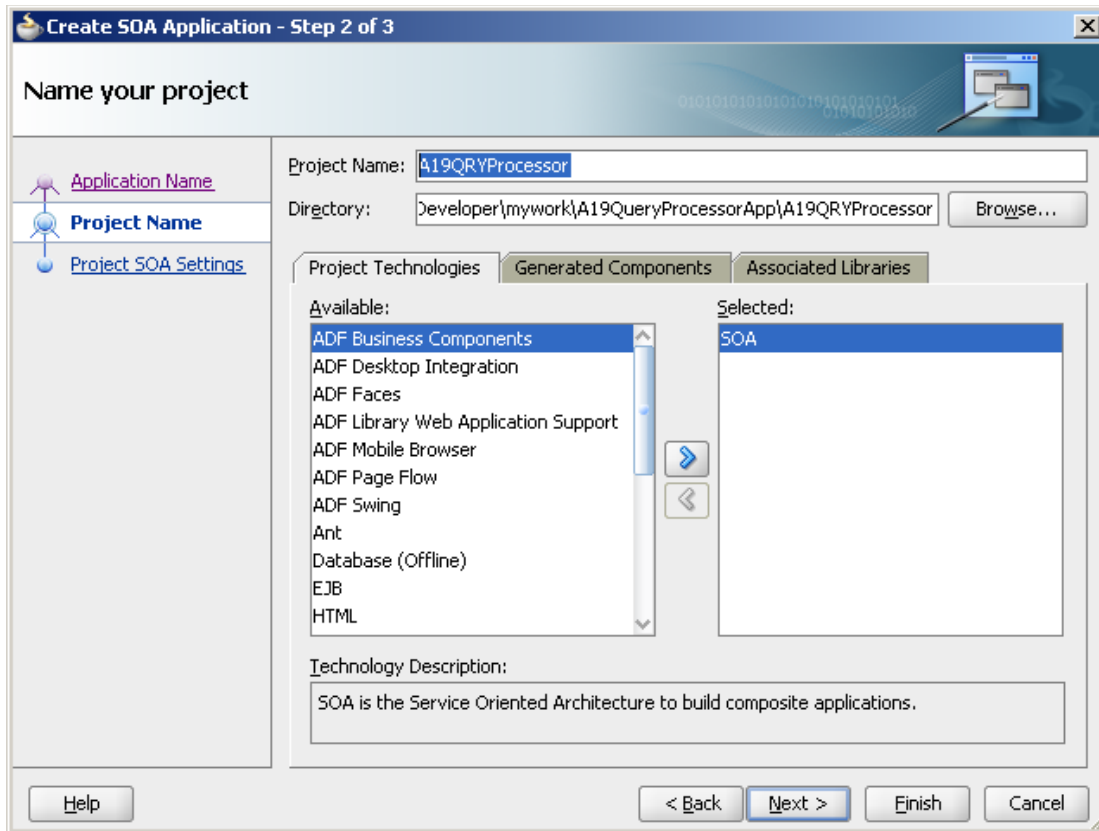 Create SOA Application - Step 2 of 3
Name your project
Application Name
Project Name
Project SOA Settings
Project Name: A19QRYProcessor
Directory: Developer\mywork\A19QueryProcessorApp\A19QRYProcessor Browse...
Project Technologies Generated Components Associated Libraries
Available: Selected:
ADF Business Components SOA
ADF Desktop Integration
ADF Faces
ADF Library Web Application Support
ADF Mobile Browser
ADF Page Flow
ADF Swing
Ant
Database (Offline)
EJB
HTML
Technology Description:
SOA is the Service Oriented Architecture to build composite applications.
Help < Back Next > Finish Cancel